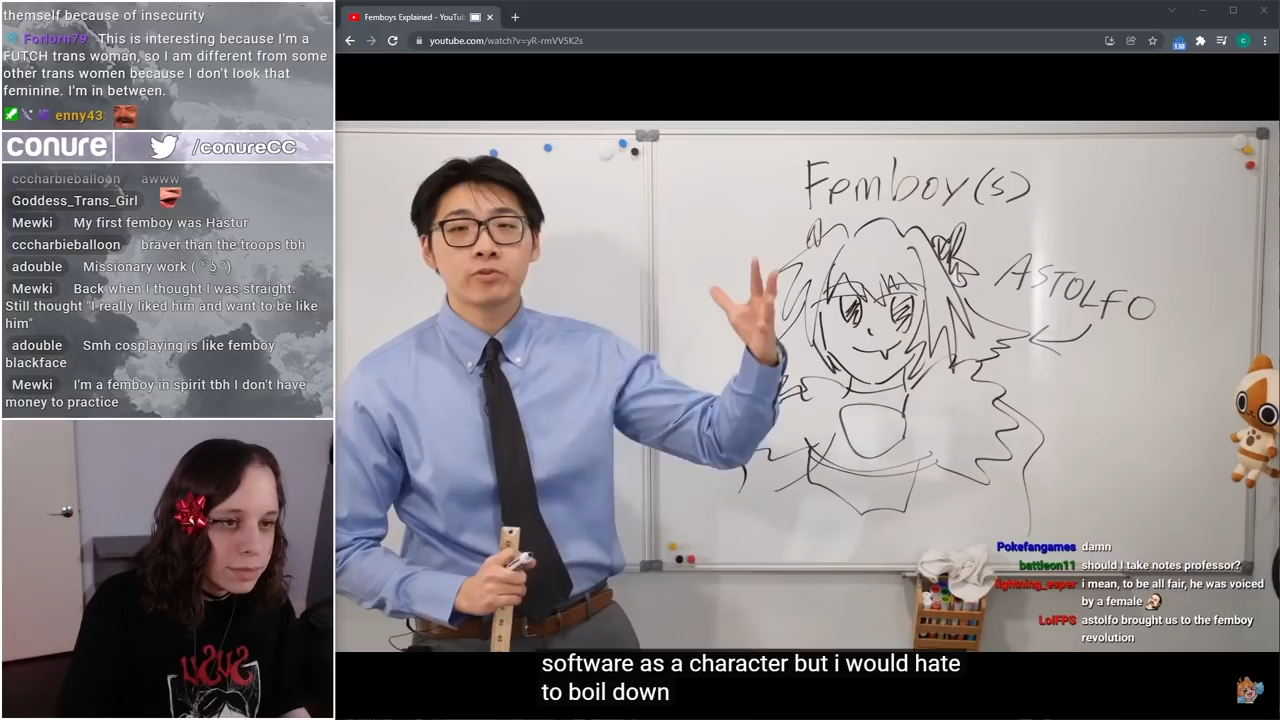 themself because of insecurity
Forlorn79 This is interesting because I'm a
FUTCH trans woman, so I am different from some
other trans women because I don't look that
feminine. I'm in between.
enny43
conure /conureCC
cccharbieballoon awww
Goddess_Trans_Girl
Mewki My first femboy was Hastur
cccharbieballoon braver than the troops tbh
adouble Missionary work ( ͡° ͜ʖ ͡°)
Mewki Back when I thought I was straight.
Still thought "I really liked him and want to be like
him"
adouble Smh cosplaying is like femboy
blackface
Mewki I'm a femboy in spirit tbh I don't have
money to practice
Femboys Explained - YouTu
youtube.com/watch?v=yR-rmVV5K2s
130
C
Femboy(s)
ASTOLFO
Pokefangames damn
battleon11 should I take notes professor?
lightning_esper i mean, to be all fair, he was voiced
by a female
LolFPS astolfo brought us to the femboy
revolution
software as a character but i would hate
to boil down